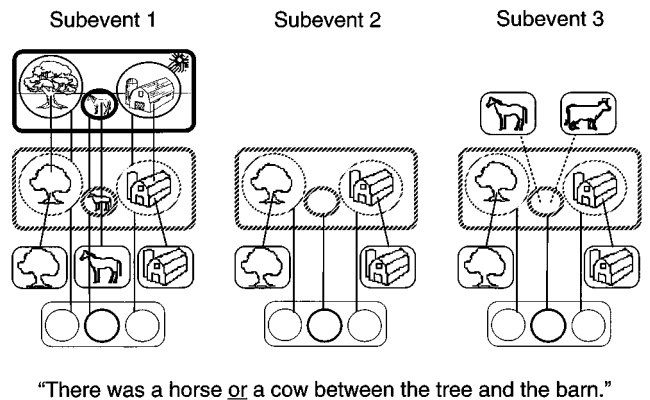 Subevent 1
Subevent 2
Subevent 3
“There was a horse or a cow between the tree and the barn.”